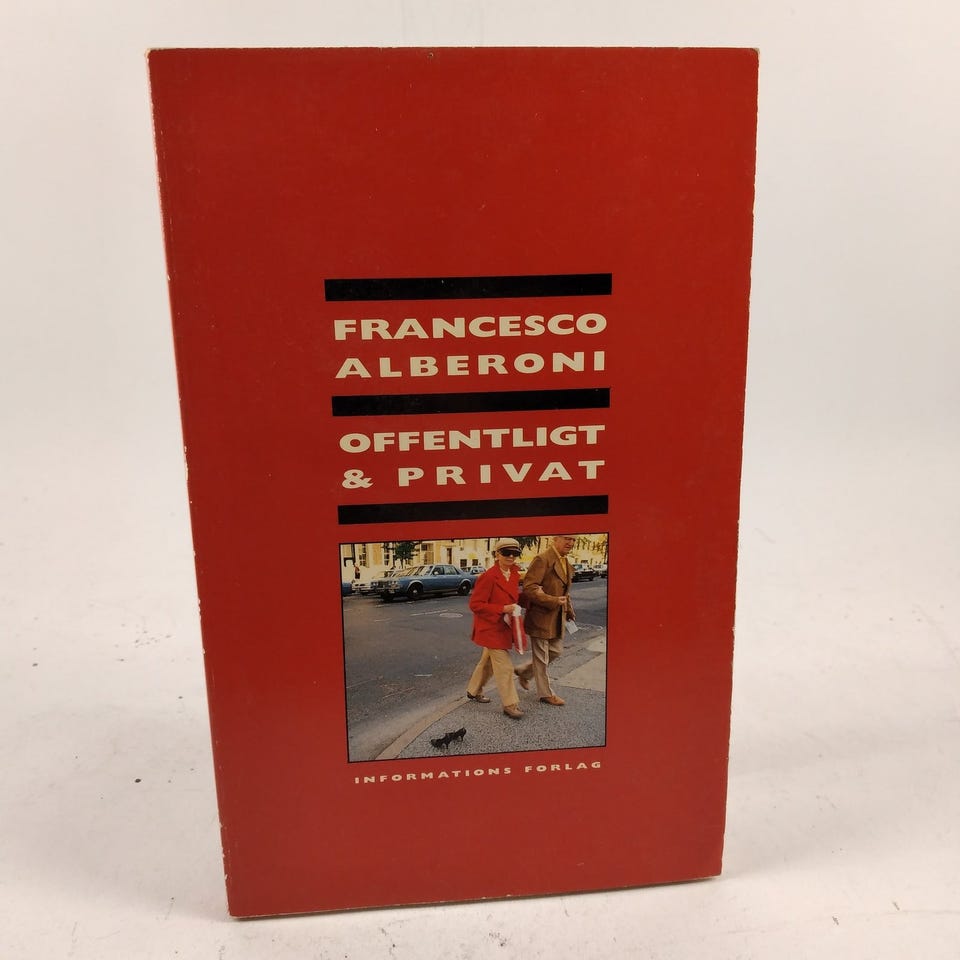 FRANCESCO
ALBERONI
OFFENTLIGT
& PRIVAT
INFORMATIONS FORLAG